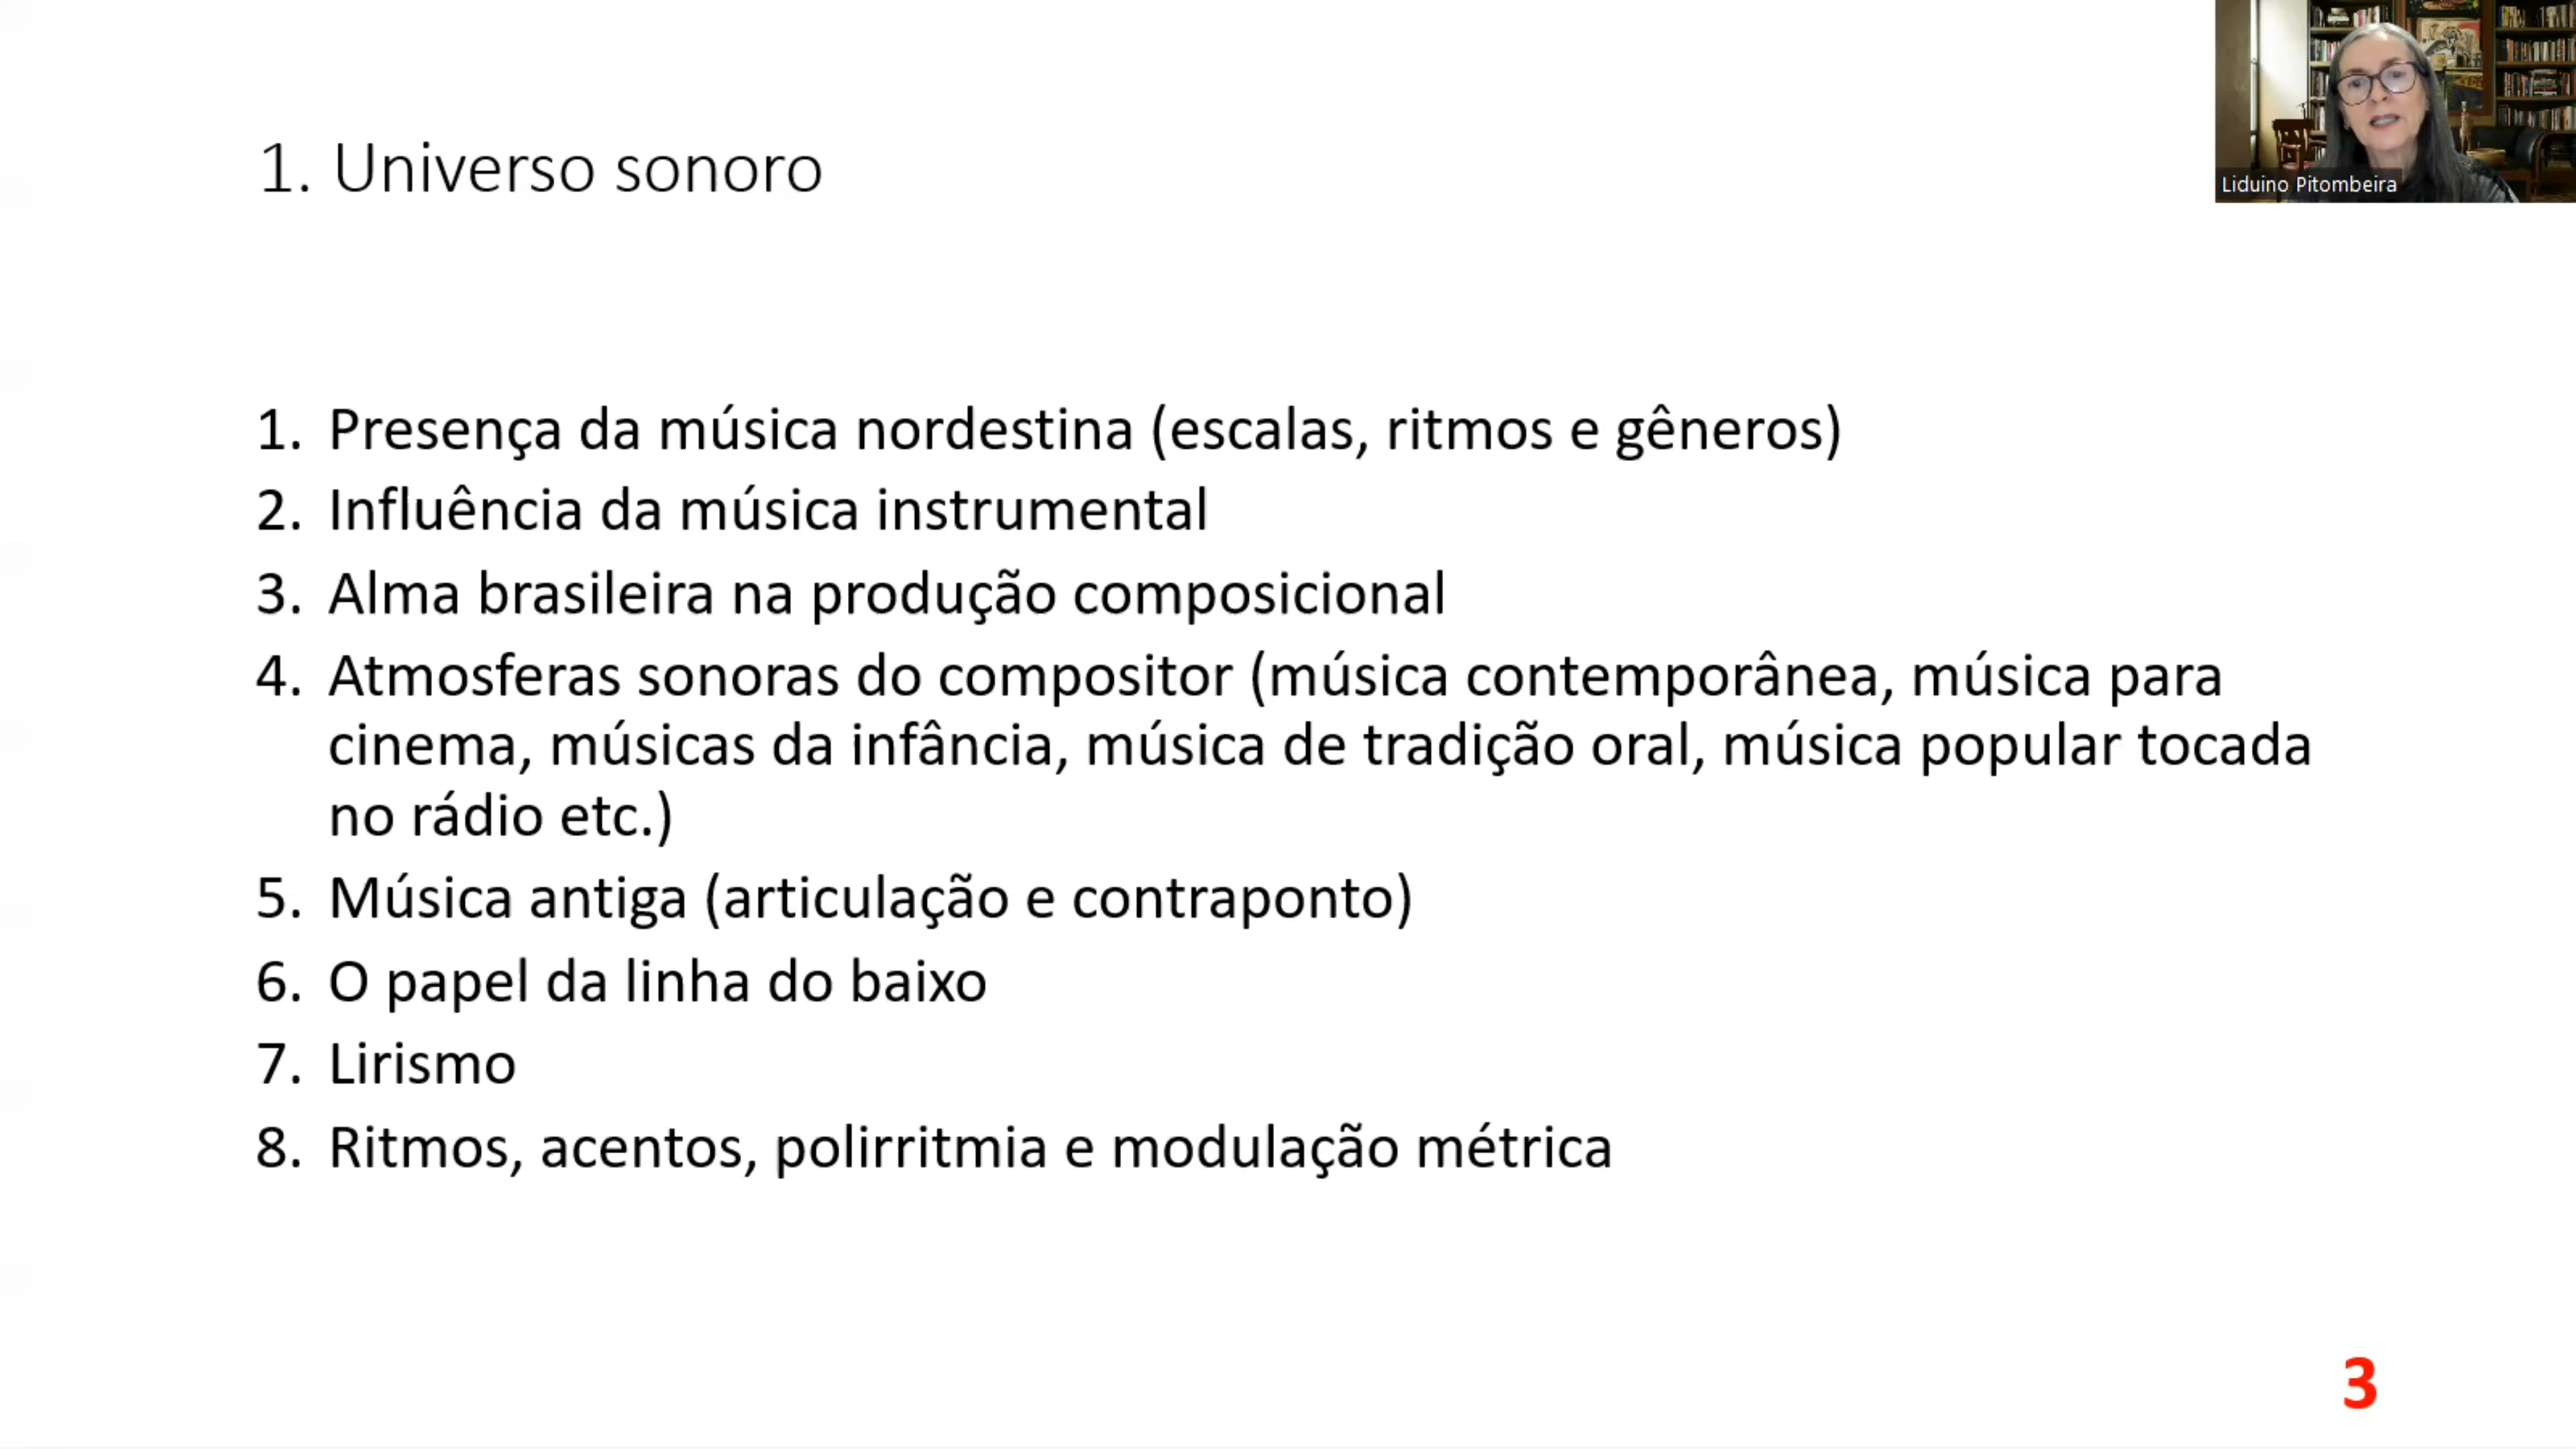 1. Universo sonoro
Liduino Pitombeira
1. Presença da música nordestina (escalas, ritmos e gêneros)
2. Influência da música instrumental
3. Alma brasileira na produção composicional
4. Atmosferas sonoras do compositor (música contemporânea, música para
cinema, músicas da infância, música de tradição oral, música popular tocada
no rádio etc.)
5. Música antiga (articulação e contraponto)
6. O papel da linha do baixo
7. Lirismo
8. Ritmos, acentos, polirritmia e modulação métrica
3